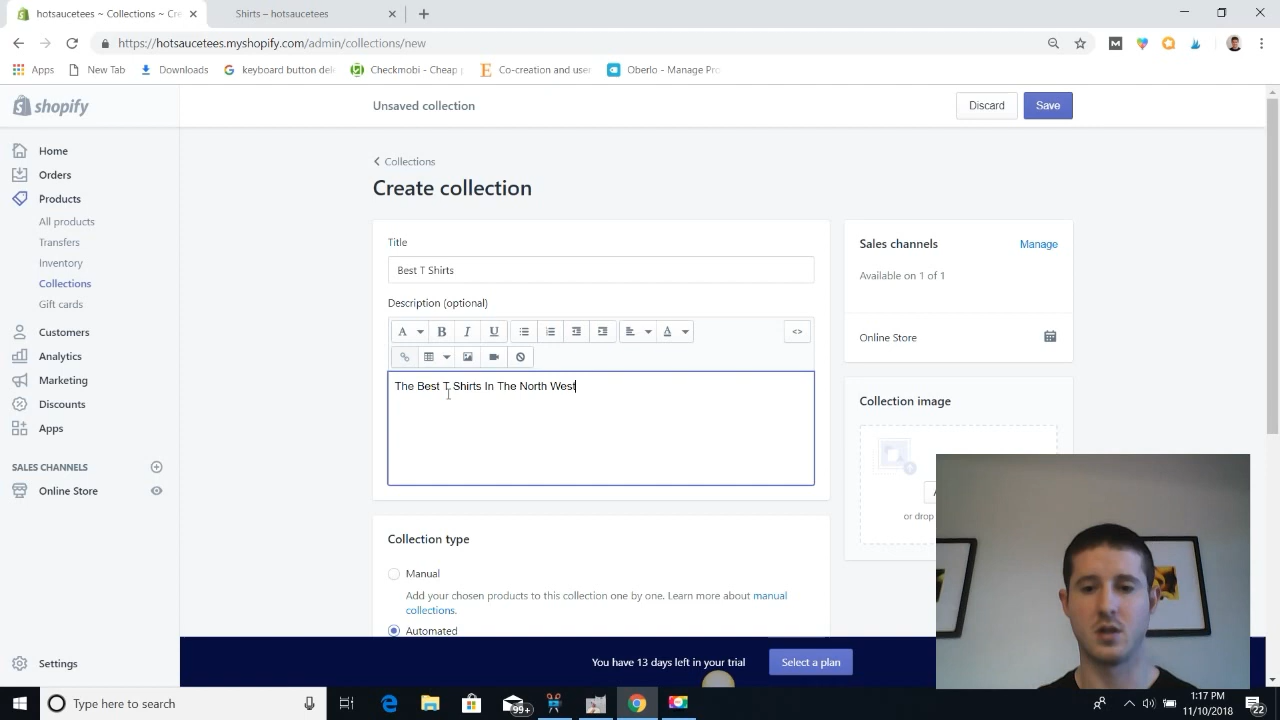 hotsaucetees ~ Collections ~ Cre
Shirts – hotsaucetees
https://hotsaucetees.myshopify.com/admin/collections/new
Apps
New Tab
Downloads
keyboard button del
Checkmobi - Cheap p
Co-creation and user
Oberlo - Manage Pro
shopify
Unsaved collection
Discard
Save
Home
Orders
Products
All products
Transfers
Inventory
Collections
Gift cards
Customers
Analytics
Marketing
Discounts
Apps
SALES CHANNELS
Online Store
Settings
Collections
Create collection
Title
Best T Shirts
Description (optional)
The Best T Shirts In The North West
Collection type
Manual
Add your chosen products to this collection one by one. Learn more about manual
collections.
Automated
Sales channels
Manage
Available on 1 of 1
Online Store
Collection image
or drop
You have 13 days left in your trial
Select a plan
Type here to search
99+
1:17 PM
11/10/2018
22